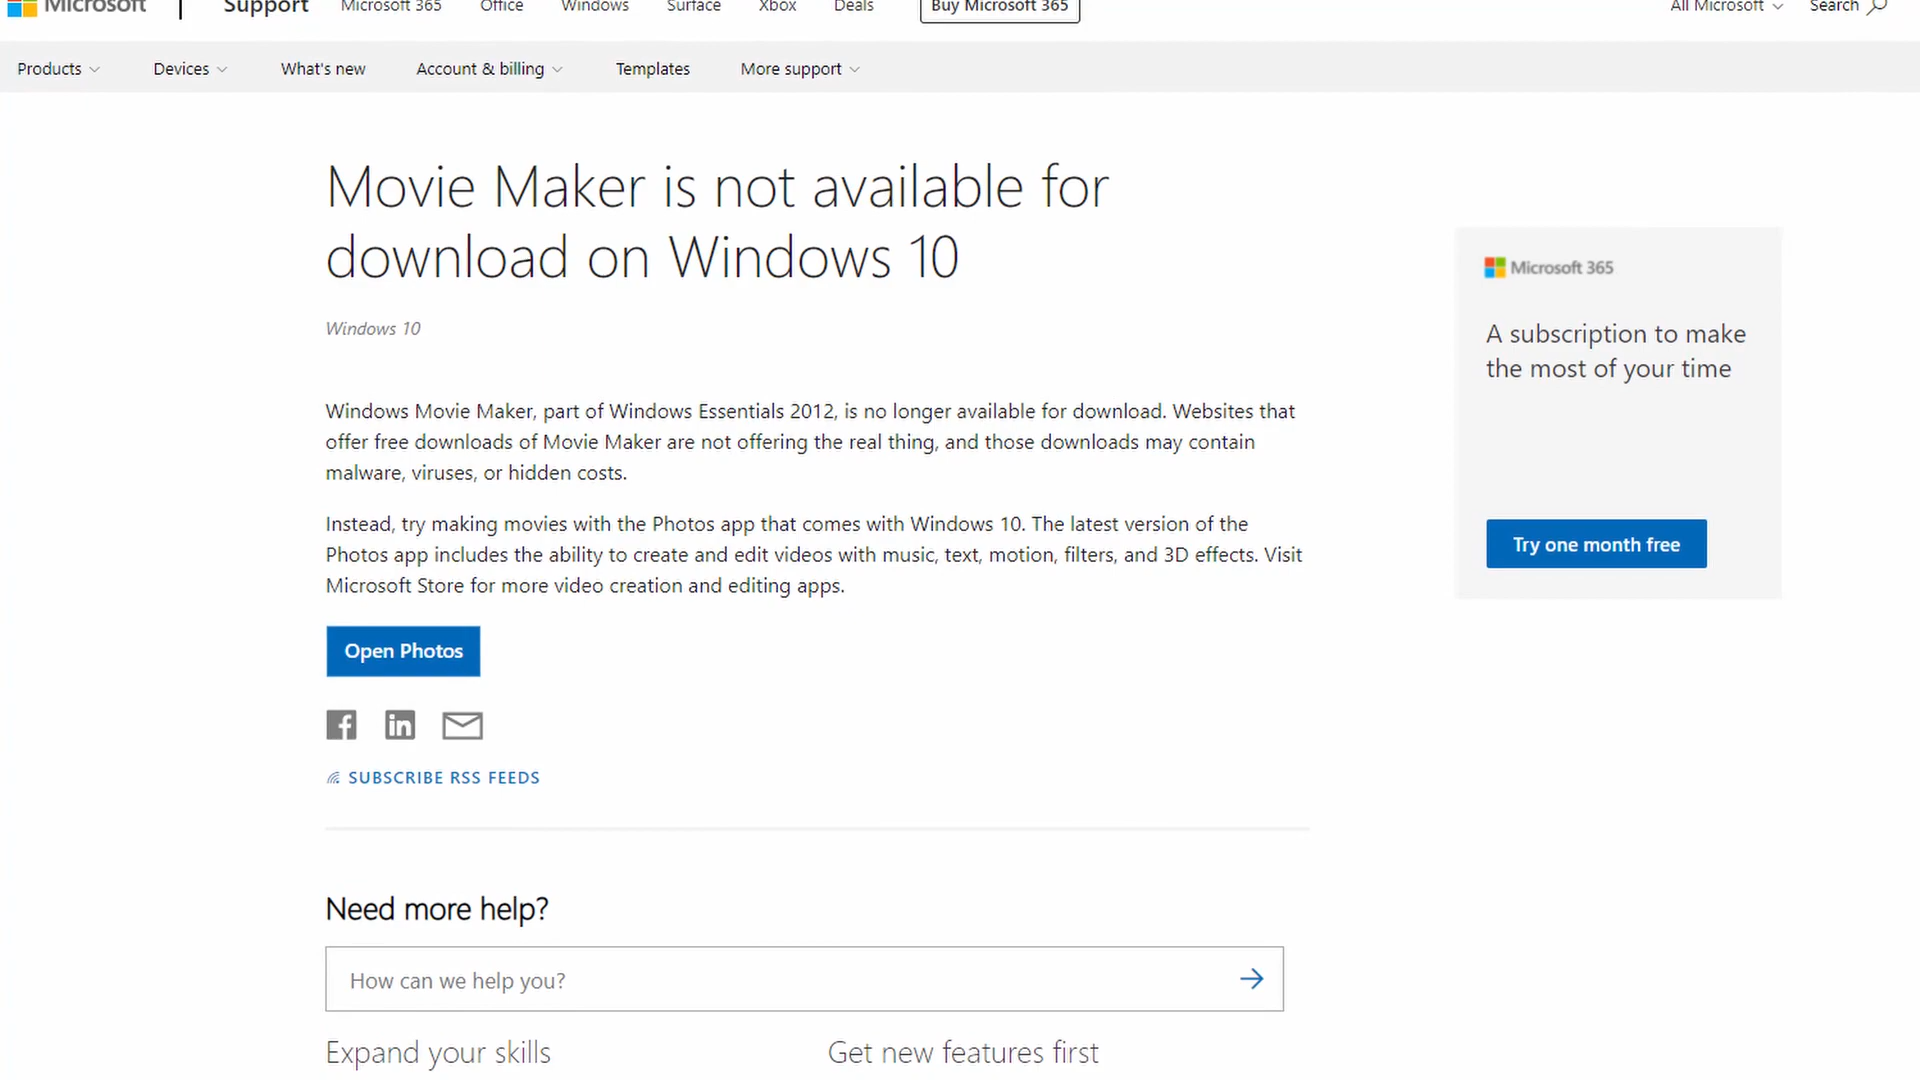 Microsoft | Support Microsoft 365 Office Windows Surface Xbox Deals Buy Microsoft 365 All Microsoft Search
Products Devices What's new Account & billing Templates More support
Movie Maker is not available for
download on Windows 10
Windows 10
Windows Movie Maker, part of Windows Essentials 2012, is no longer available for download. Websites that
offer free downloads of Movie Maker are not offering the real thing, and those downloads may contain
malware, viruses, or hidden costs.
Instead, try making movies with the Photos app that comes with Windows 10. The latest version of the
Photos app includes the ability to create and edit videos with music, text, motion, filters, and 3D effects. Visit
Microsoft Store for more video creation and editing apps.
Open Photos
SUBSCRIBE RSS FEEDS
Microsoft 365
A subscription to make
the most of your time
Try one month free
Need more help?
How can we help you?
Expand your skills
Get new features first